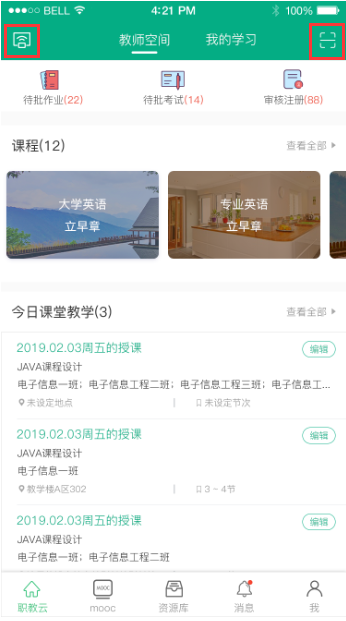 BELL 4:21 PM 100%
教师空间 我的学习
待批作业(22) 待批考试(14) 审核注册(88)
课程(12) 查看全部
大学英语 专业英语
立早章 立早章
今日课堂教学(3) 查看全部
2019.02.03周五的授课 编辑
JAVA课程设计
电子信息一班；电子信息工程二班；电子信息工程三班；电子信息工...
未设定地点 | 未设定节次
2019.02.03周五的授课 编辑
JAVA课程设计
电子信息一班
教学楼A区302 | 3 ~ 4节
2019.02.03周五的授课 编辑
JAVA课程设计
电子信息一班；电子信息工程二班
MOOC
职教云 mooc 资源库 消息 我